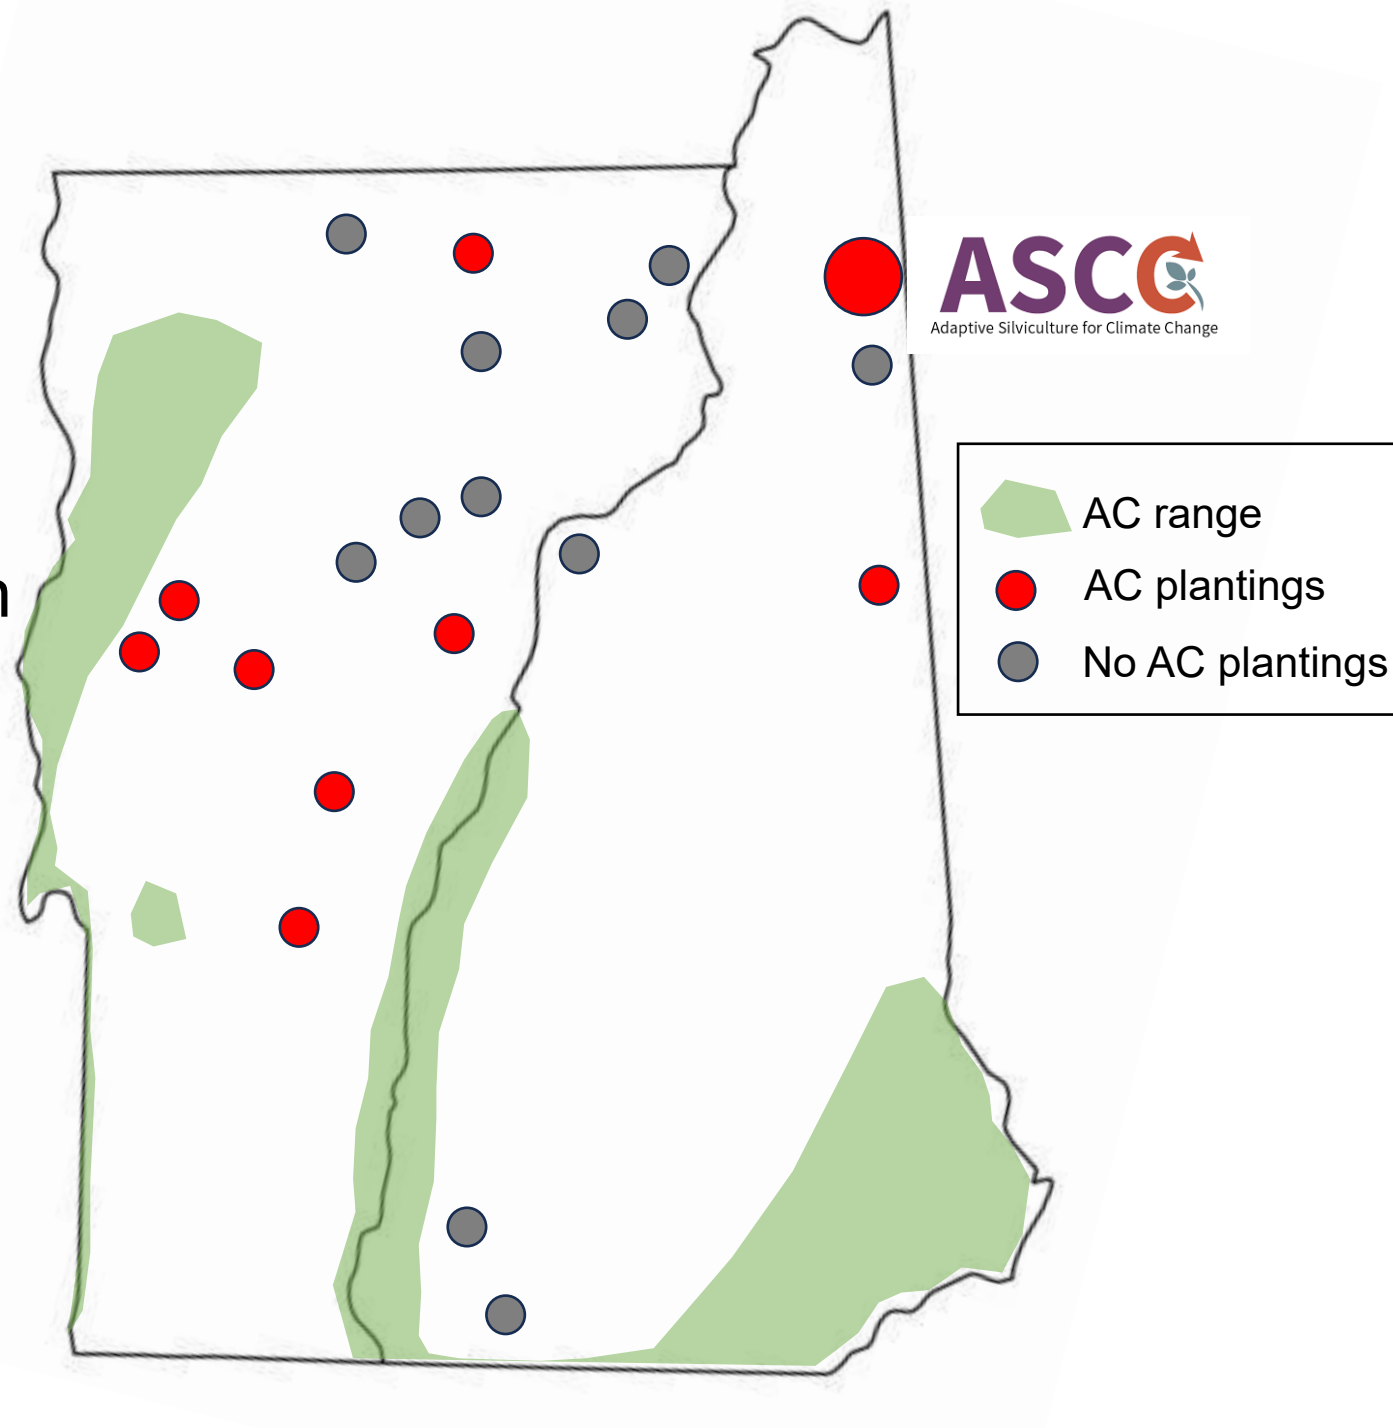 ASCC
Adaptive Silviculture for Climate Change
AC range
n
AC plantings
No AC plantings